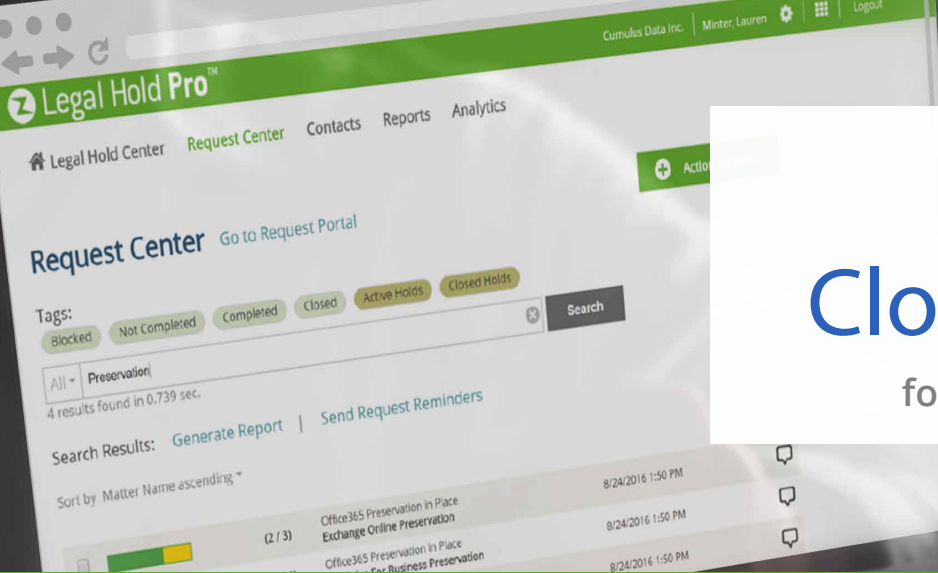 Cumulus Data Inc. | Minter, Lauren | Logout
Legal Hold Pro™
Legal Hold Center Request Center Contacts Reports Analytics
Request Center Go to Request Portal
Tags:
Blocked Not Completed Completed Closed Active Holds Closed Holds
All Preservation Search
4 results found in 0.739 sec.
Search Results: Generate Report | Send Request Reminders
Sort by Matter Name ascending
(2 / 3) Office365 Preservation in Place 8/24/2016 1:50 PM
Exchange Online Preservation
Office365 Preservation in Place 8/24/2016 1:50 PM
For Business Preservation
8/24/2016 1:50 PM
Clo
fo